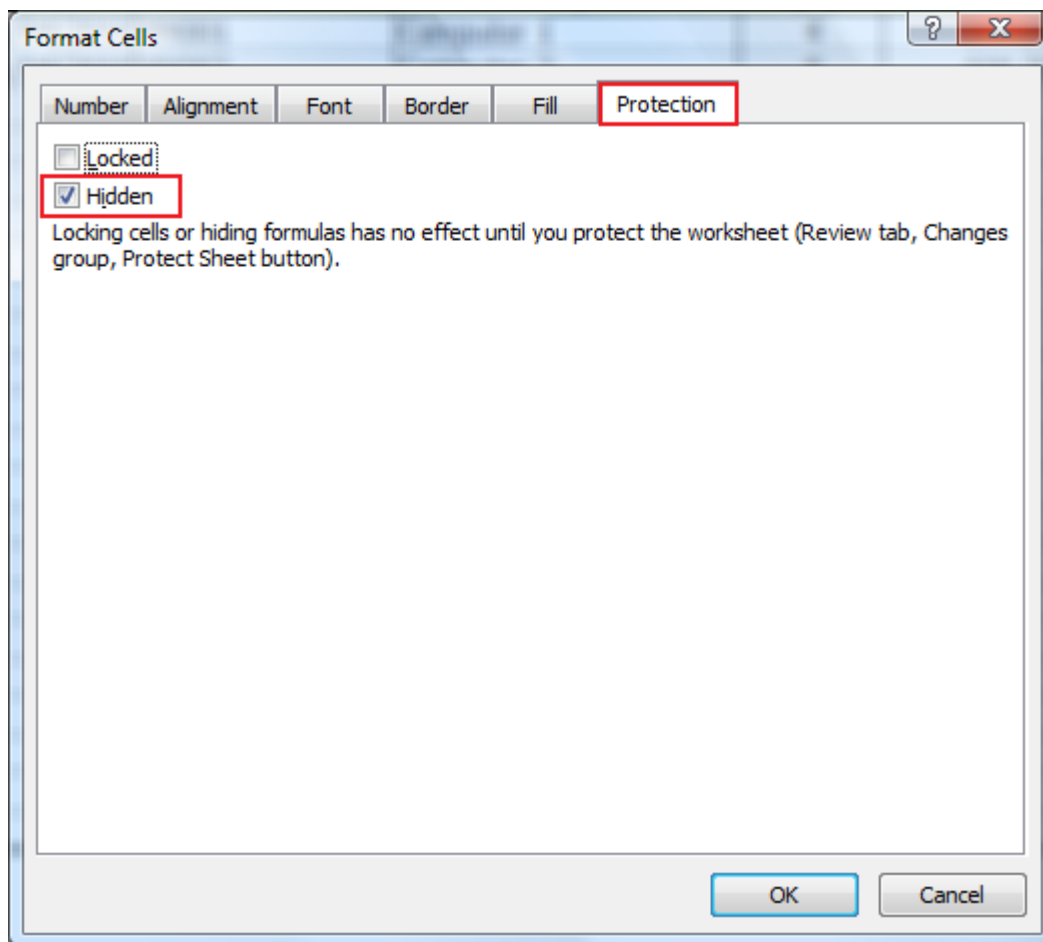 Format Cells
Number Alignment Font Border Fill Protection
Locked
Hidden
Locking cells or hiding formulas has no effect until you protect the worksheet (Review tab, Changes
group, Protect Sheet button).
OK Cancel